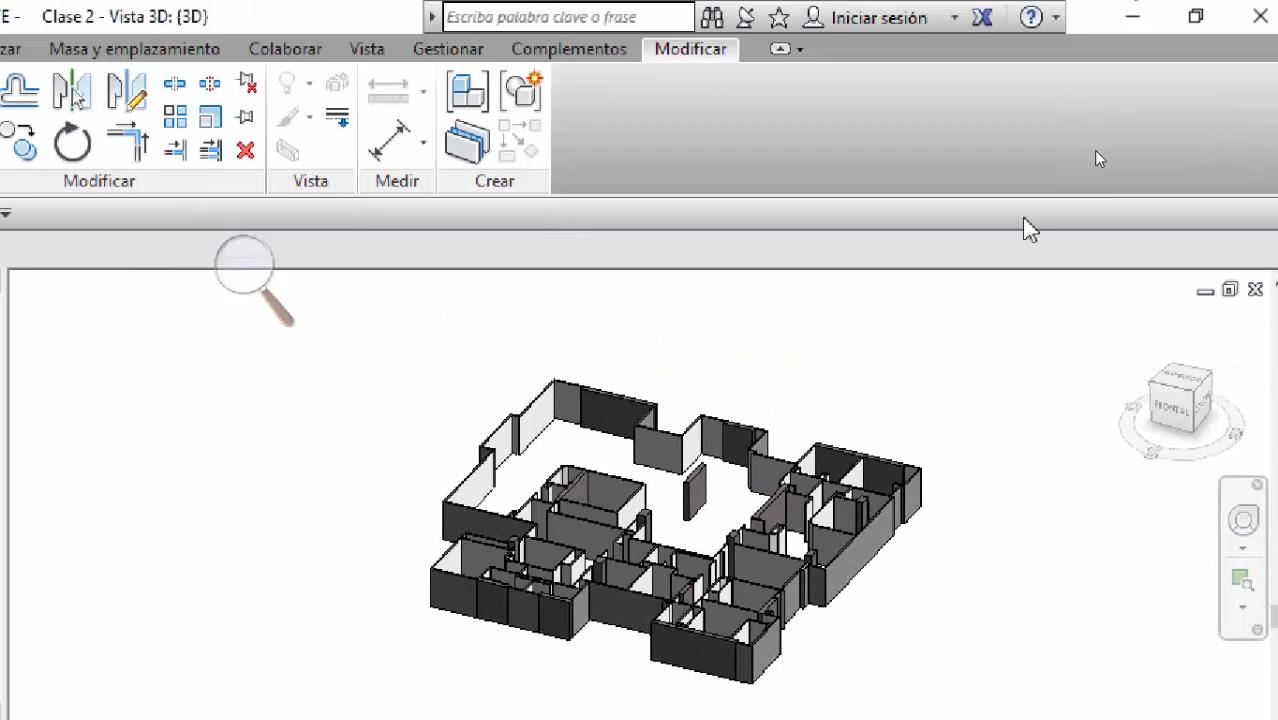 TE - Clase 2 - Vista 3D: {3D}
Escriba palabra clave o frase
Iniciar sesión
zar Masa y emplazamiento Colaborar Vista Gestionar Complementos Modificar
Modificar Vista Medir Crear
FRONTAL